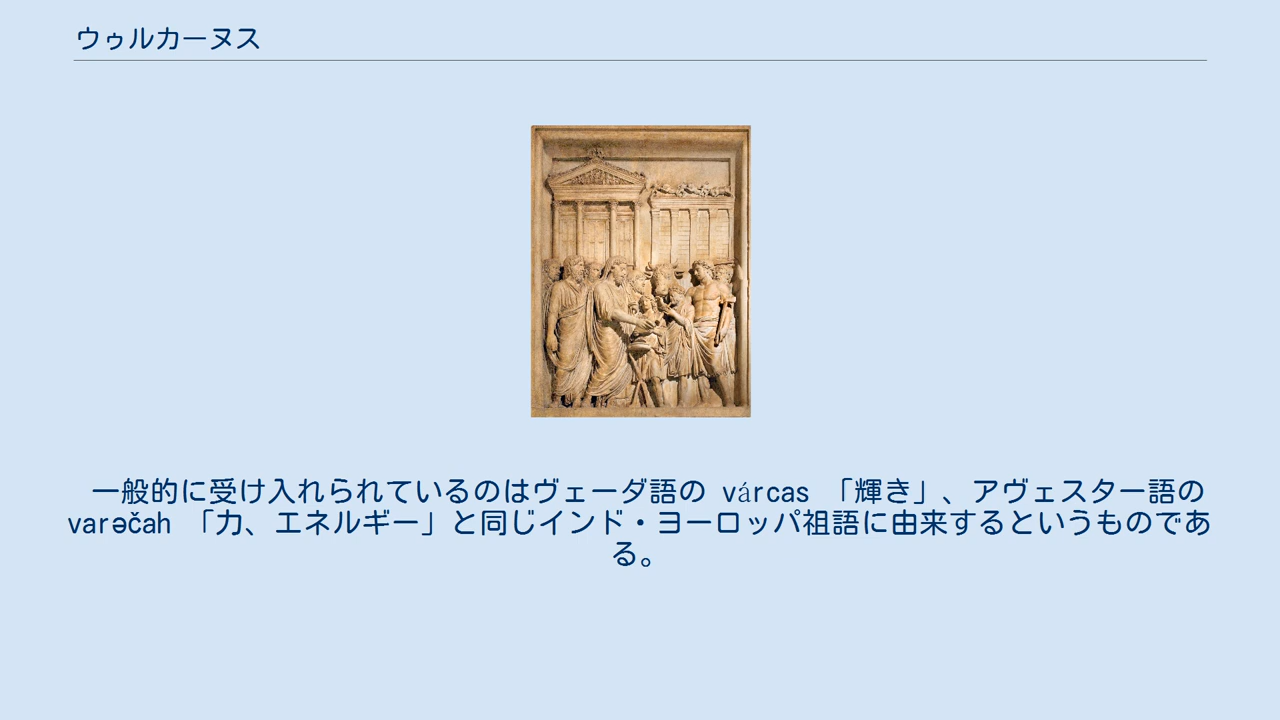 ウゥルカーヌス
一般的に受け入れられているのはヴェーダ語の várcas 「輝き」、アヴェスター語の
varəčah 「力、エネルギー」と同じインド・ヨーロッパ祖語に由来するというものであ
る。